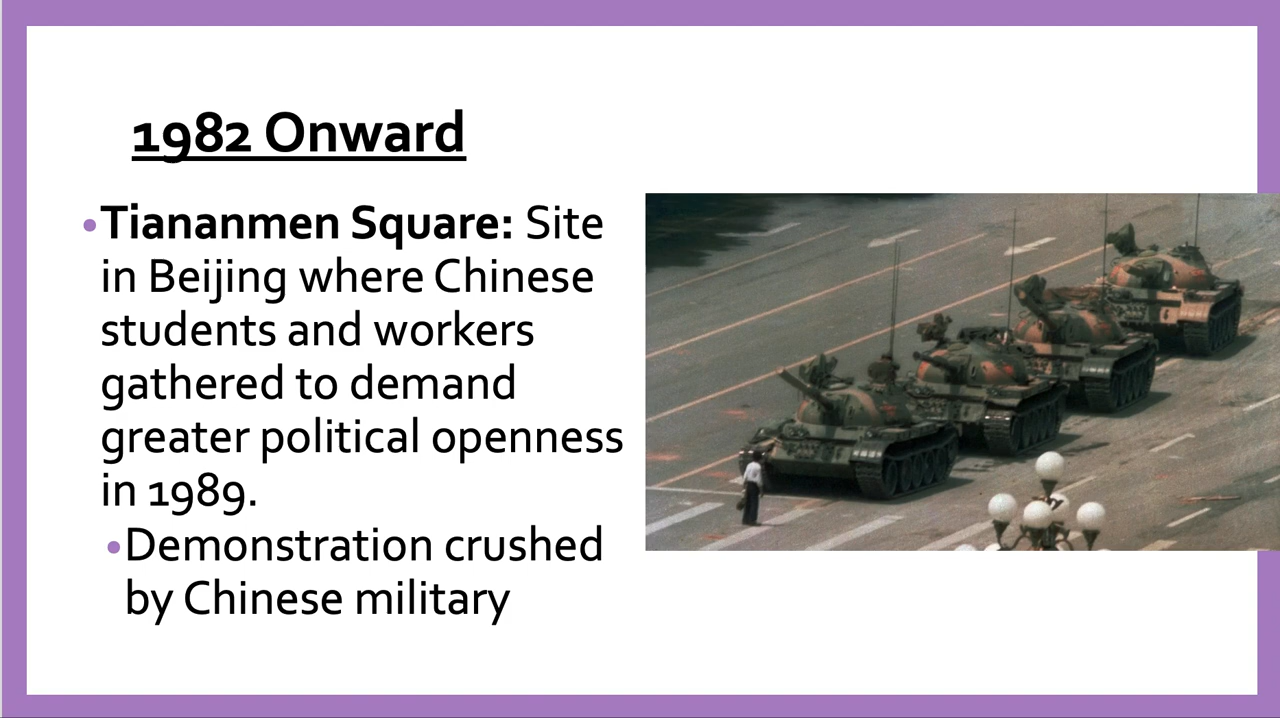 1982 Onward
•Tiananmen Square: Site
in Beijing where Chinese
students and workers
gathered to demand
greater political openness
in 1989.
•Demonstration crushed
by Chinese military